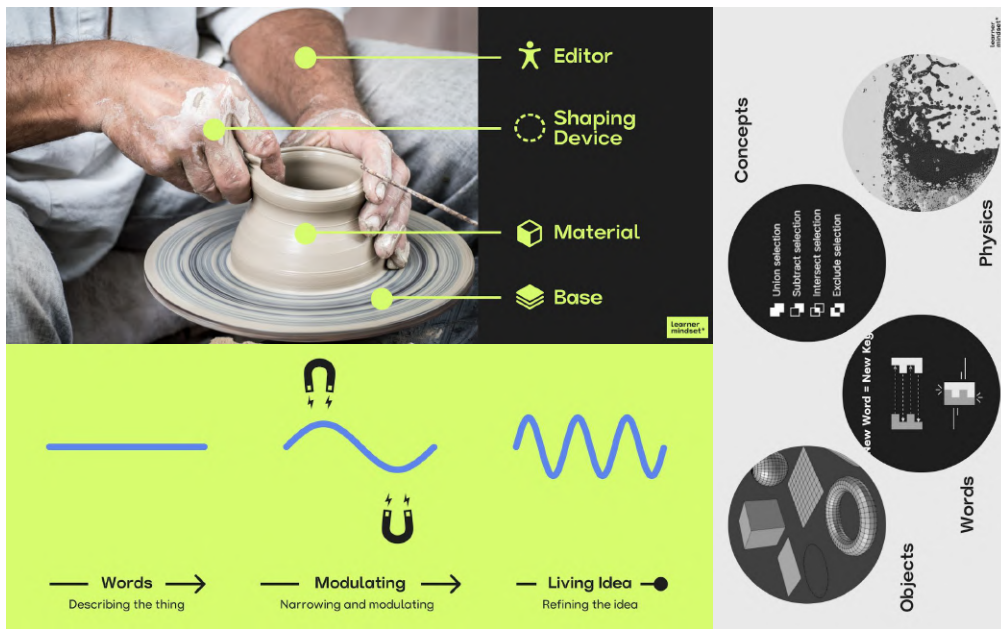 Editor
Shaping
Device
Material
Base
learner
mindset®
Words
Describing the thing
Modulating
Narrowing and modulating
Living Idea
Refining the idea
learner
mindset®
Concepts
Physics
Union selection
Subtract selection
Intersect selection
Exclude selection
New Word = New Key
Words
Objects